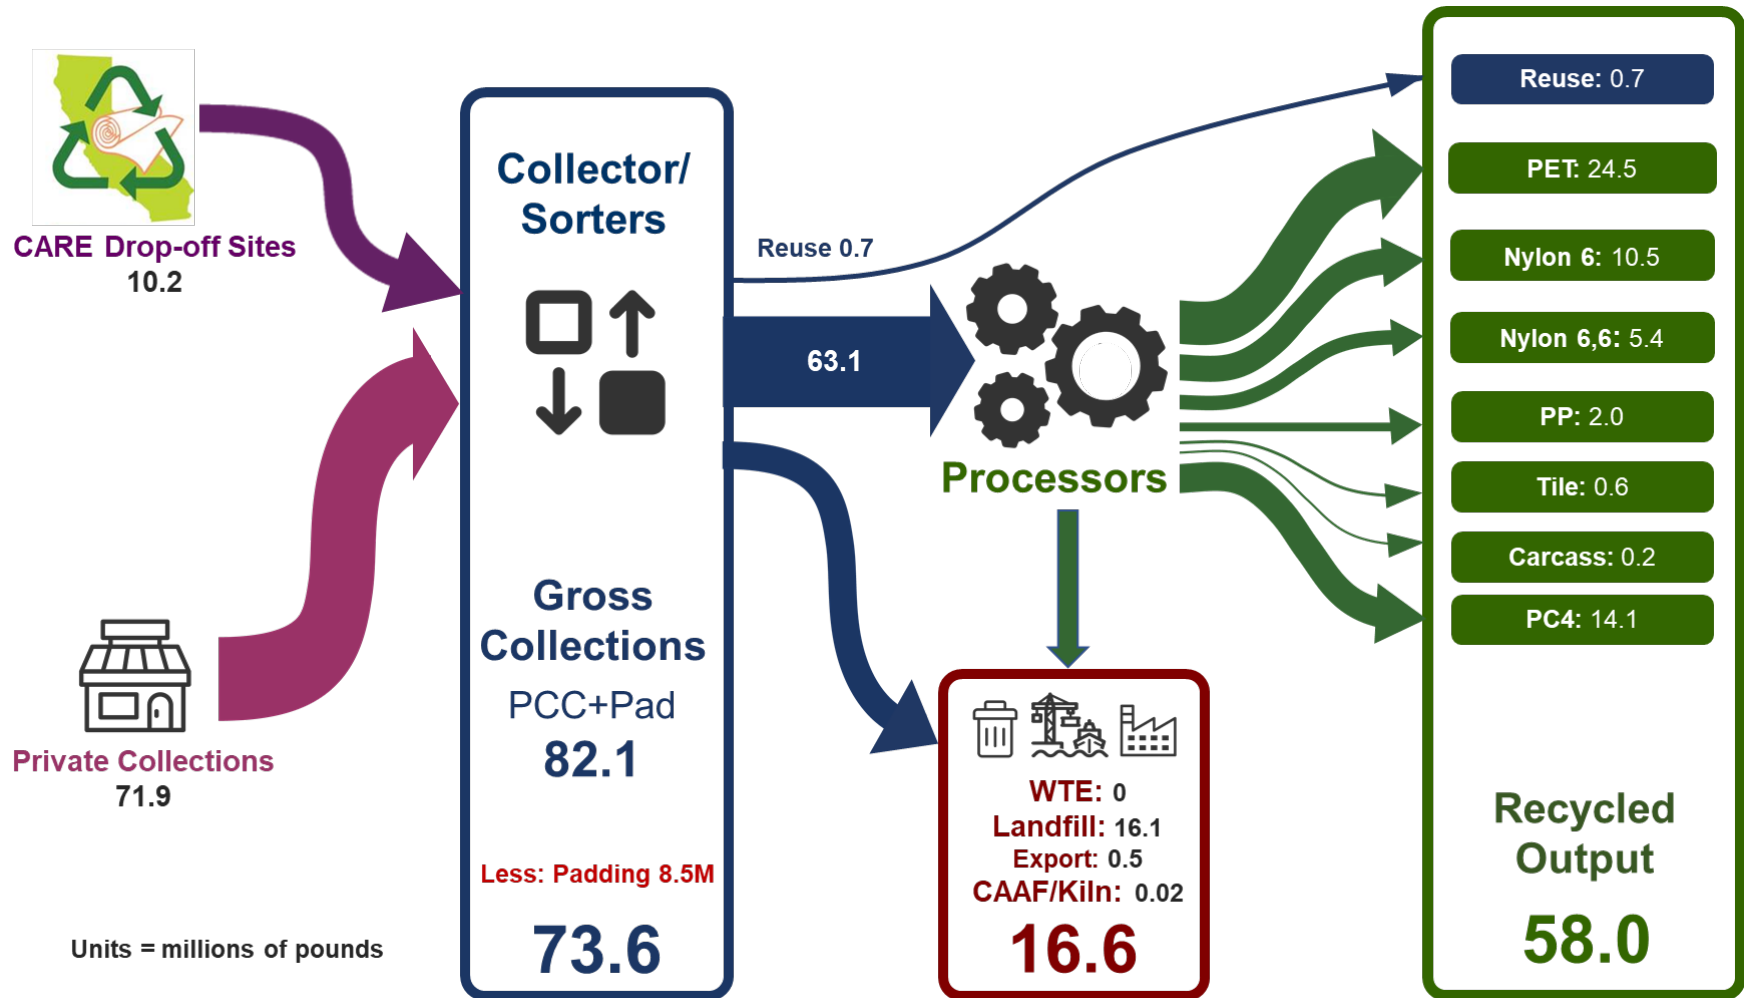 CARE Drop-off Sites
10.2
Private Collections
71.9
Units = millions of pounds
Collector/
Sorters
Gross
Collections
PCC+Pad
82.1
Less: Padding 8.5M
73.6
Reuse 0.7
63.1
Processors
WTE: 0
Landfill: 16.1
Export: 0.5
CAAF/Kiln: 0.02
16.6
Reuse: 0.7
PET: 24.5
Nylon 6: 10.5
Nylon 6,6: 5.4
PP: 2.0
Tile: 0.6
Carcass: 0.2
PC4: 14.1
Recycled
Output
58.0